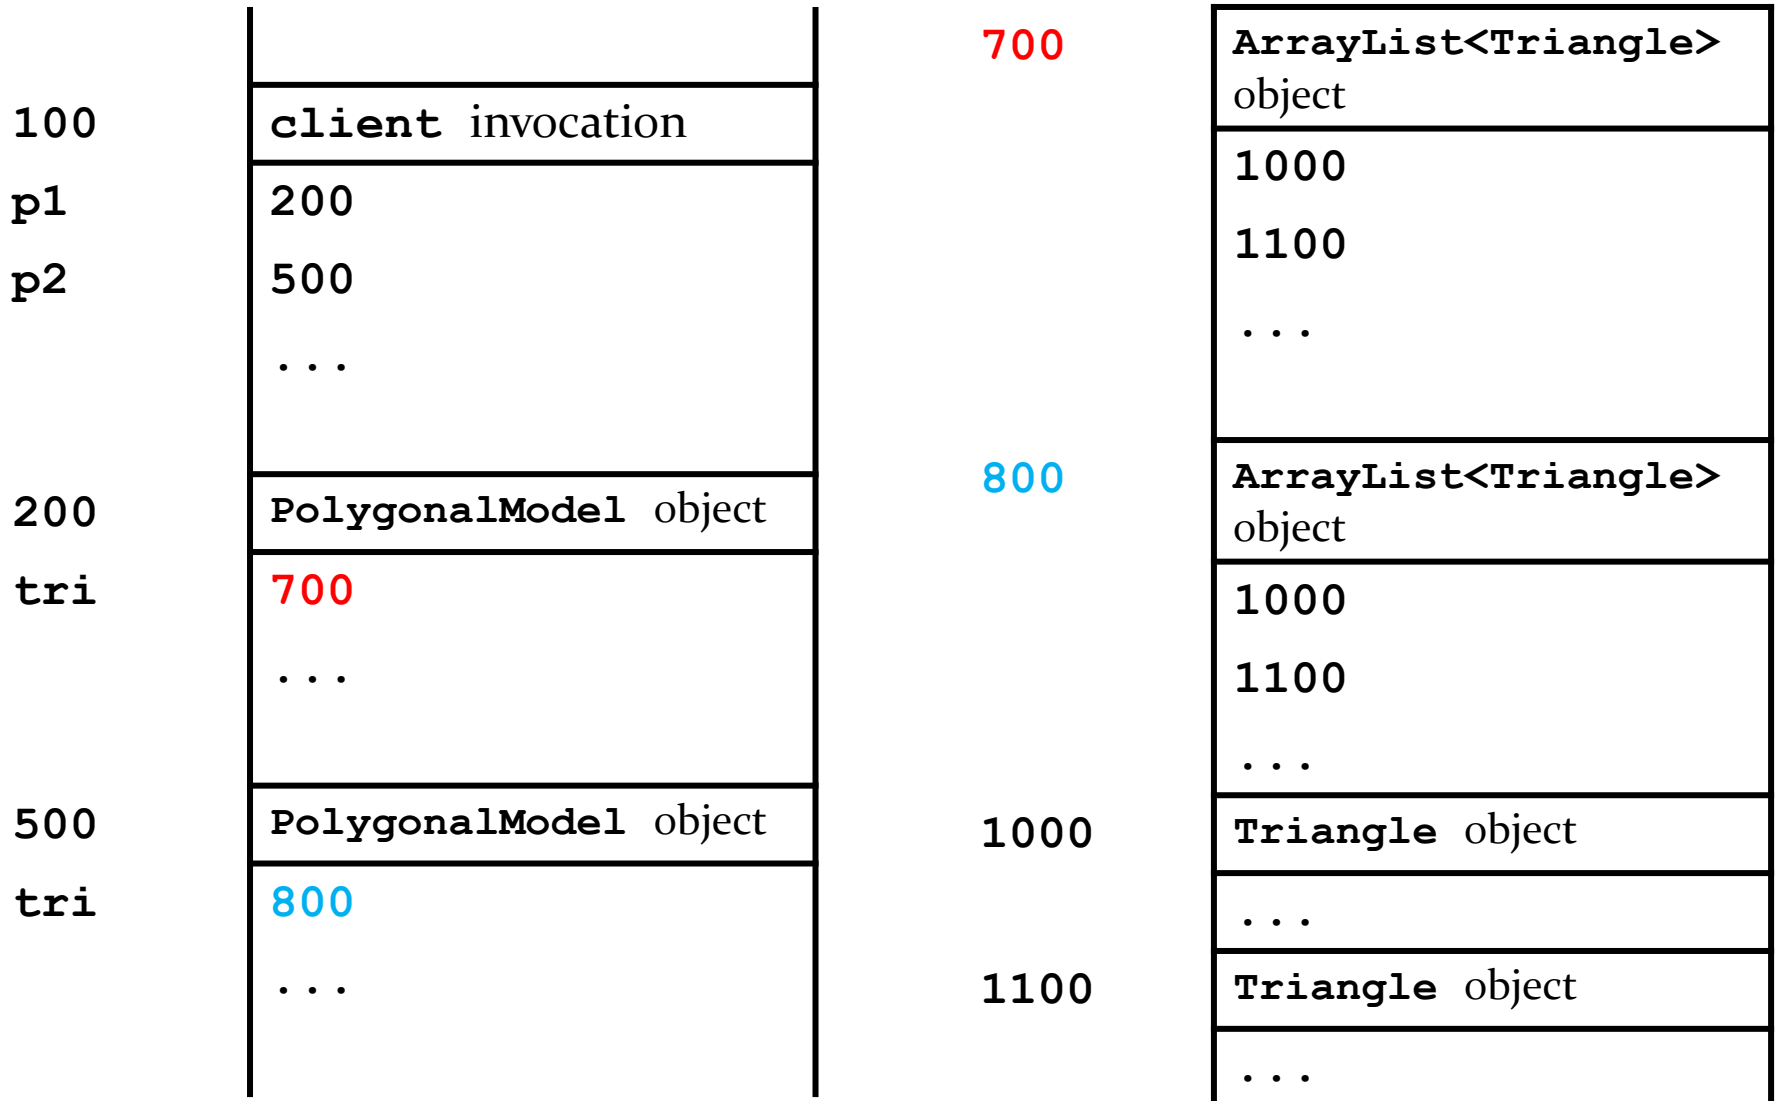 100 client invocation
p1 200
p2 500
...
200 PolygonalModel object
tri 700
...
500 PolygonalModel object
tri 800
...
700 ArrayList<Triangle>
object
1000
1100
...
800 ArrayList<Triangle>
object
1000
1100
...
1000 Triangle object
...
1100 Triangle object
...